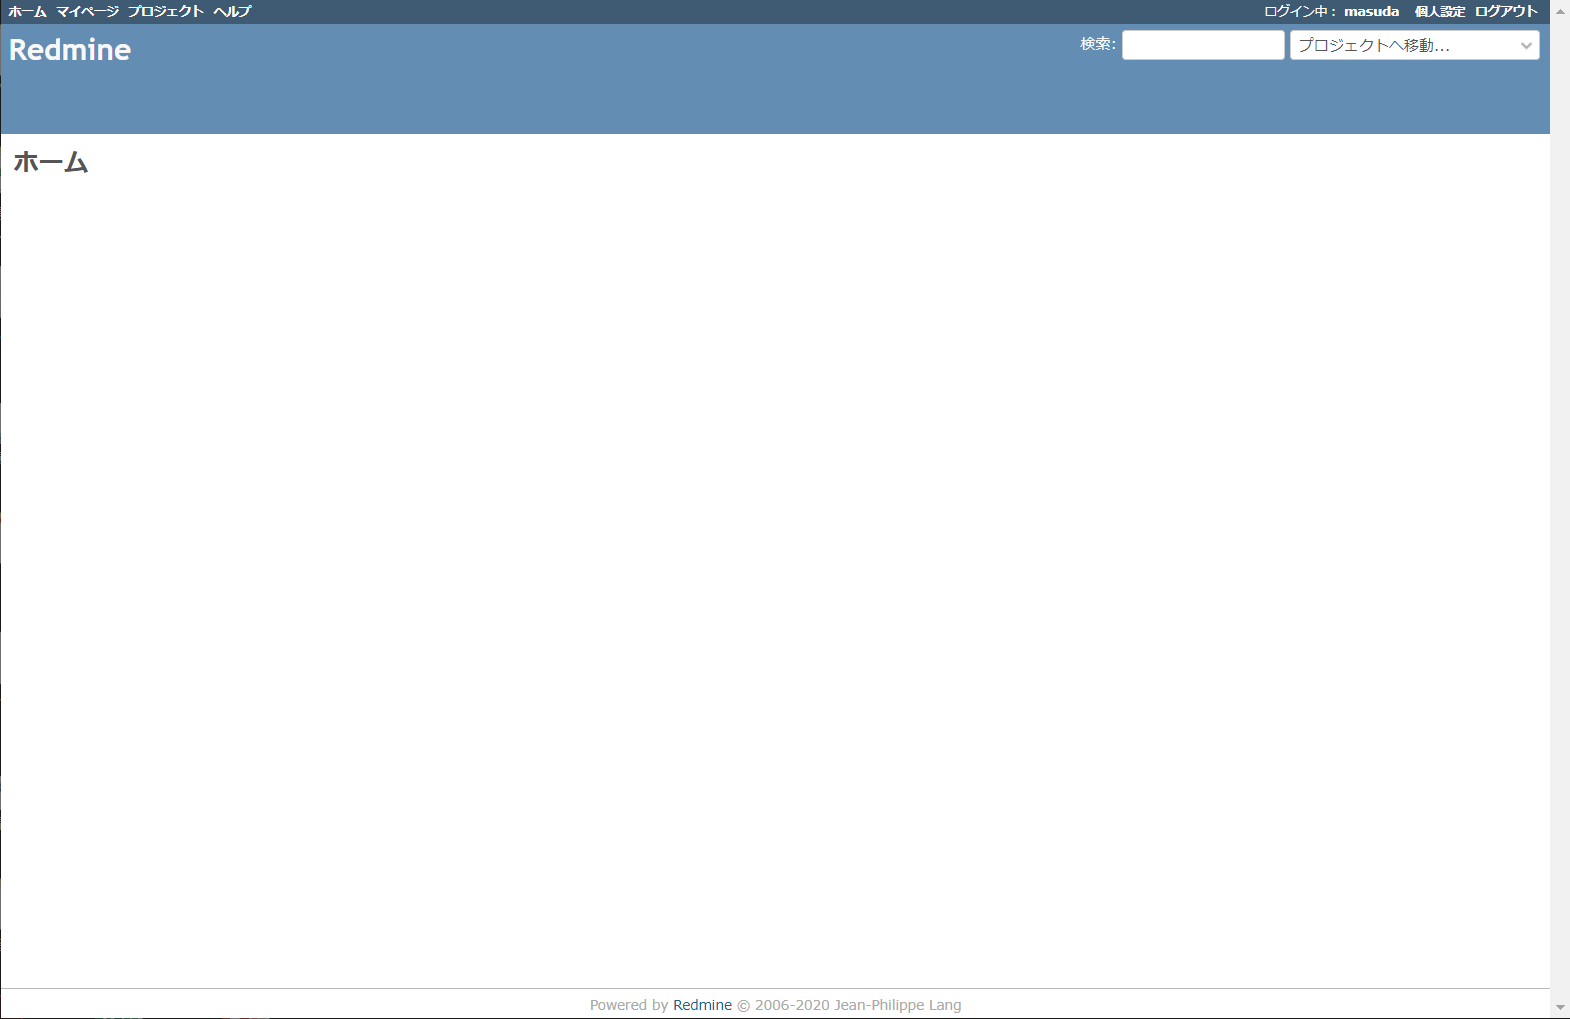 ホーム マイページ プロジェクト ヘルプ ログイン中： masuda 個人設定 ログアウト
Redmine 検索: プロジェクトへ移動...
ホーム
Powered by Redmine © 2006-2020 Jean-Philippe Lang